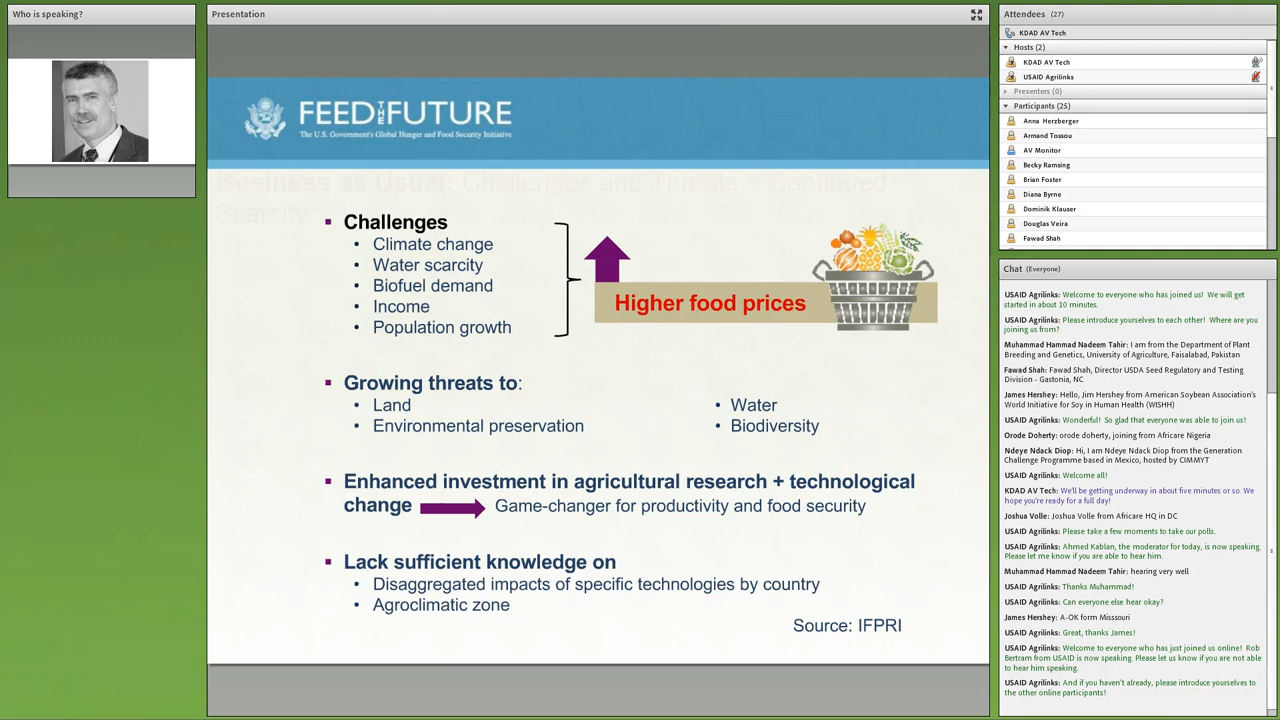 Who is speaking?
Presentation
FEED THE FUTURE
The U.S. Government's Global Hunger and Food Security Initiative
Business as Usual: Challenges and Threats – Continued
Scarcity
▪ Challenges
• Climate change
• Water scarcity
• Biofuel demand
• Income
• Population growth
Higher food prices
▪ Growing threats to:
• Land
• Environmental preservation
• Water
• Biodiversity
▪ Enhanced investment in agricultural research + technological
change Game-changer for productivity and food security
▪ Lack sufficient knowledge on
• Disaggregated impacts of specific technologies by country
• Agroclimatic zone
Source: IFPRI
Attendees (27)
KDAD AV Tech
Hosts (2)
KDAD AV Tech
USAID Agrilinks
Presenters (0)
Participants (25)
Anna Herzberger
Armand Tossou
AV Monitor
Becky Ramsing
Brian Foster
Diana Byrne
Dominik Klauser
Douglas Veira
Fawad Shah
Chat (Everyone)
USAID Agrilinks: Welcome to everyone who has joined us! We will get
started in about 10 minutes.
USAID Agrilinks: Please introduce yourselves to each other! Where are you
joining us from?
Muhammad Hammad Nadeem Tahir: I am from the Department of Plant
Breeding and Genetics, University of Agriculture, Faisalabad, Pakistan
Fawad Shah: Fawad Shah, Director USDA Seed Regulatory and Testing
Division - Gastonia, NC
James Hershey: Hello, Jim Hershey from American Soybean Association's
World Initiative for Soy in Human Health (WISHH)
USAID Agrilinks: Wonderful! So glad that everyone was able to join us!
Orode Doherty: orode doherty, joining from Africare Nigeria
Ndeye Ndack Diop: Hi, I am Ndeye Ndack Diop from the Generation
Challenge Programme based in Mexico, hosted by CIMMYT
USAID Agrilinks: Welcome all!
KDAD AV Tech: We'll be getting underway in about five minutes or so. We
hope you're ready for a full day!
Joshua Volle: Joshua Volle from Africare HQ in DC
USAID Agrilinks: Please take a few moments to take our polls.
USAID Agrilinks: Ahmed Kablan, the moderator for today, is now speaking.
Please let me know if you are able to hear him.
Muhammad Hammad Nadeem Tahir: hearing very well
USAID Agrilinks: Thanks Muhammad!
USAID Agrilinks: Can everyone else hear okay?
James Hershey: A-OK form Misssouri
USAID Agrilinks: Great, thanks James!
USAID Agrilinks: Welcome to everyone who has just joined us online! Rob
Bertram from USAID is now speaking. Please let us know if you are not able
to hear him speaking.
USAID Agrilinks: And if you haven't already, please introduce yourselves to
the other online participants!